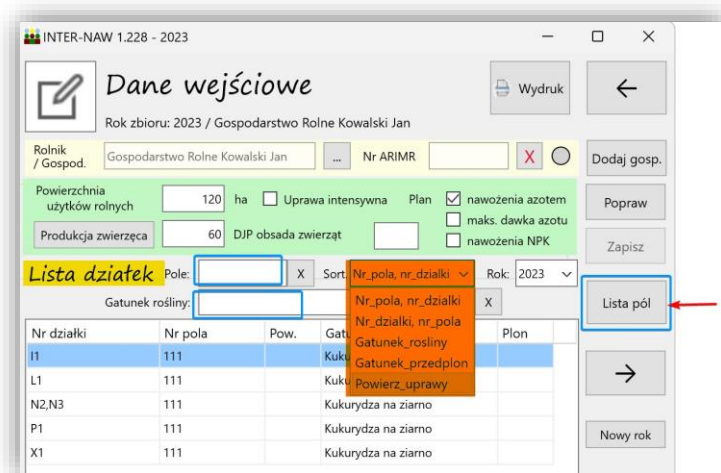 INTER-NAW 1.228 - 2023
Dane wejściowe
Wydruk
Rok zbioru: 2023 / Gospodarstwo Rolne Kowalski Jan
Rolnik / Gospod. Gospodarstwo Rolne Kowalski Jan ... Nr ARIMR X Dodaj gosp.
Powierzchnia użytków rolnych 120 ha Uprawa intensywna Plan nawożenia azotem Popraw
maks. dawka azotu
Produkcja zwierzęca 60 DJP obsada zwierząt nawożenia NPK Zapisz
Lista działek Pole: X Sort. Nr_pola, nr_dzialki Rok: 2023
Gatunek rośliny: X Lista pól
Nr_pola, nr_dzialki
Nr_dzialki, nr_pola
Gatunek_rosliny
Gatunek_przedplon
Powierz_uprawy
Nr działki Nr pola Pow. Plon
I1 111
L1 111
N2,N3 111 Kukurydza na ziarno
P1 111 Kukurydza na ziarno
X1 111 Kukurydza na ziarno
Nowy rok